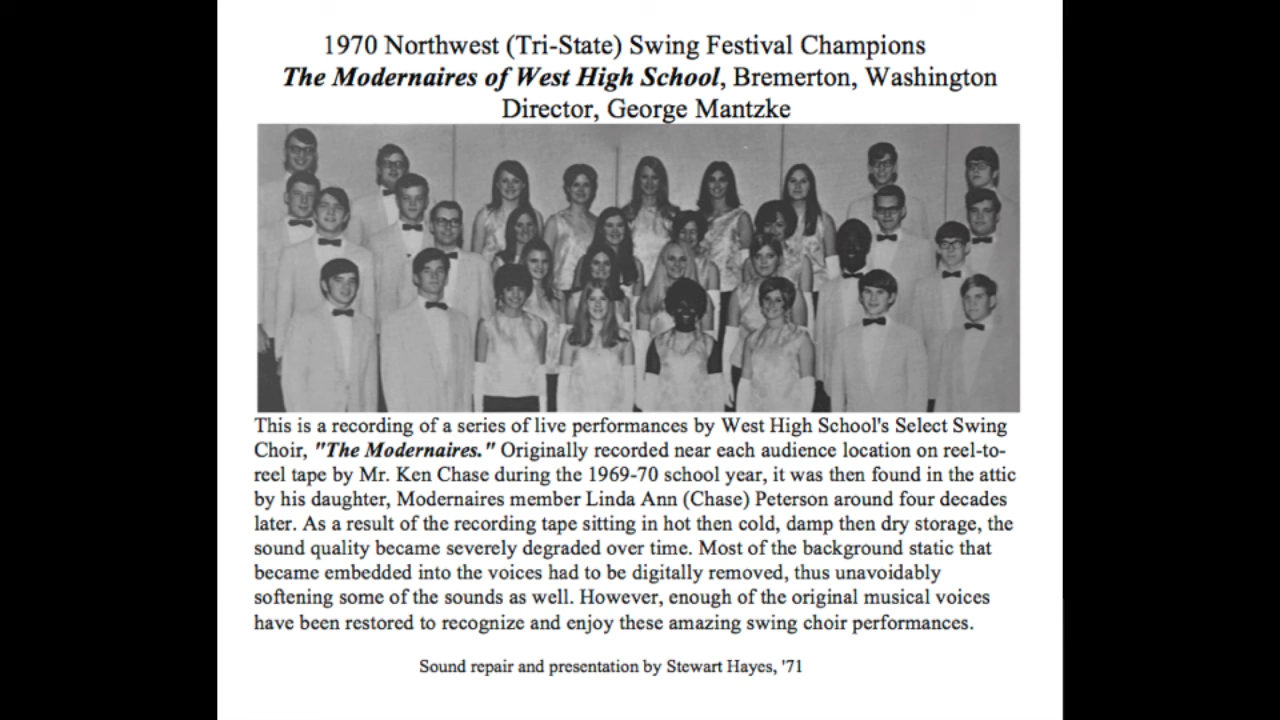 1970 Northwest (Tri-State) Swing Festival Champions
The Modernaires of West High School, Bremerton, Washington
Director, George Mantzke
This is a recording of a series of live performances by West High School's Select Swing
Choir, "The Modernaires." Originally recorded near each audience location on reel-to-
reel tape by Mr. Ken Chase during the 1969-70 school year, it was then found in the attic
by his daughter, Modernaires member Linda Ann (Chase) Peterson around four decades
later. As a result of the recording tape sitting in hot then cold, damp then dry storage, the
sound quality became severely degraded over time. Most of the background static that
became embedded into the voices had to be digitally removed, thus unavoidably
softening some of the sounds as well. However, enough of the original musical voices
have been restored to recognize and enjoy these amazing swing choir performances.
Sound repair and presentation by Stewart Hayes, '71